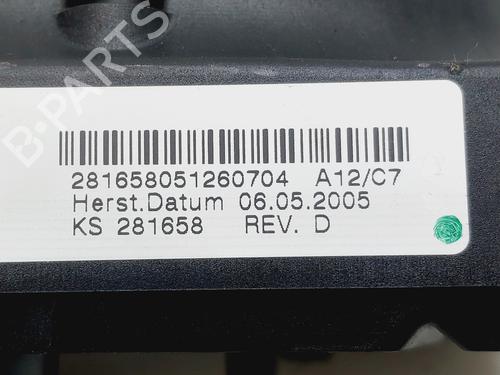 B-PARTS
281658051260704 A12/C7
Herst.Datum 06.05.2005
KS 281658 REV. D